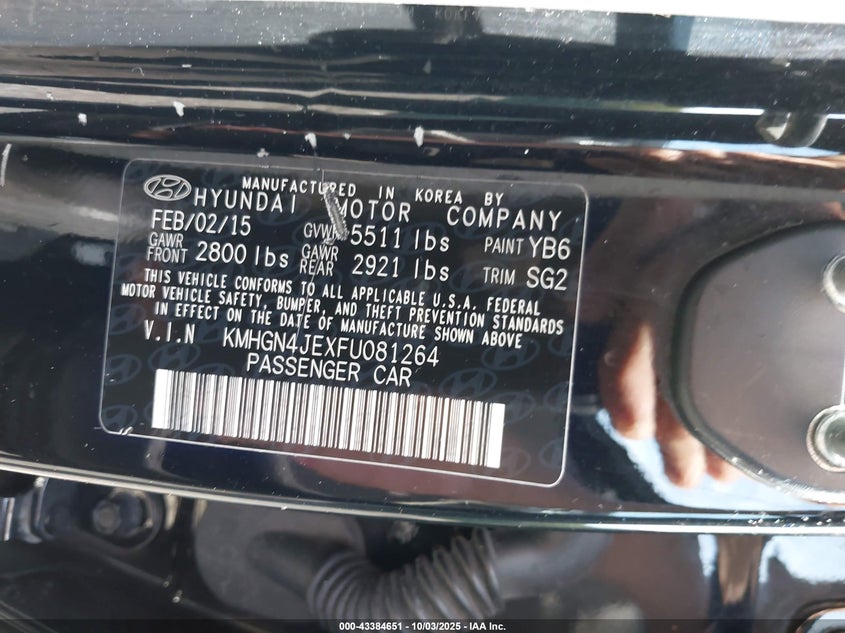 MANUFACTURED IN KOREA BY
HYUNDAI MOTOR COMPANY
FEB/02/15 GVWR 5511 lbs PAINT YB6
GAWR FRONT 2800 lbs GAWR REAR 2921 lbs TRIM SG2
THIS VEHICLE CONFORMS TO ALL APPLICABLE U.S.A. FEDERAL
MOTOR VEHICLE SAFETY, BUMPER, AND THEFT PREVENTION STANDARDS
IN EFFECT ON THE DATE OF MANUFACTURE SHOWN ABOVE
V.I.N KMHGN4JEXFU081264
PASSENGER CAR
000-43384651 - 10/03/2025 - IAA Inc.